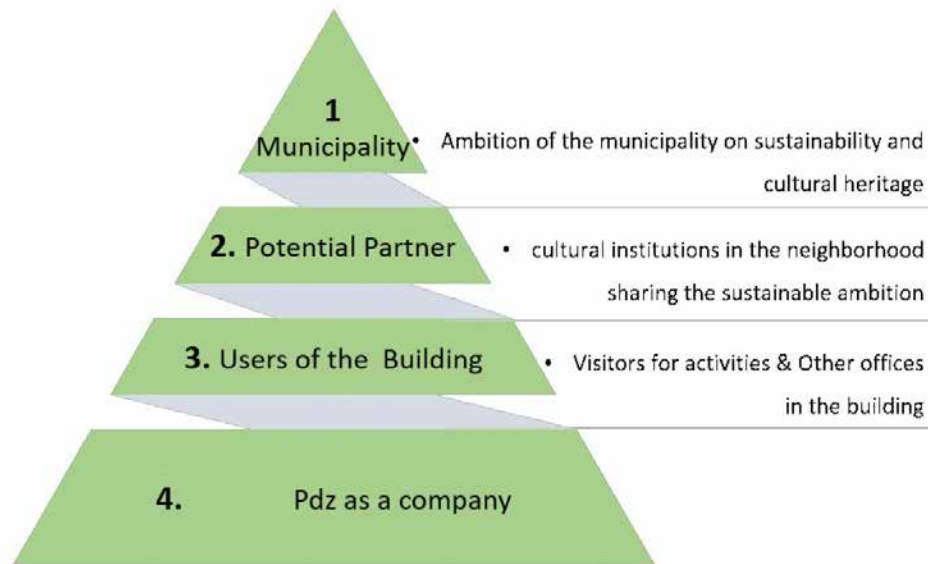 1
Municipality
• Ambition of the municipality on sustainability and
cultural heritage
2. Potential Partner
• cultural institutions in the neighborhood
sharing the sustainable ambition
3. Users of the Building
• Visitors for activities & Other offices
in the building
4. Pdz as a company